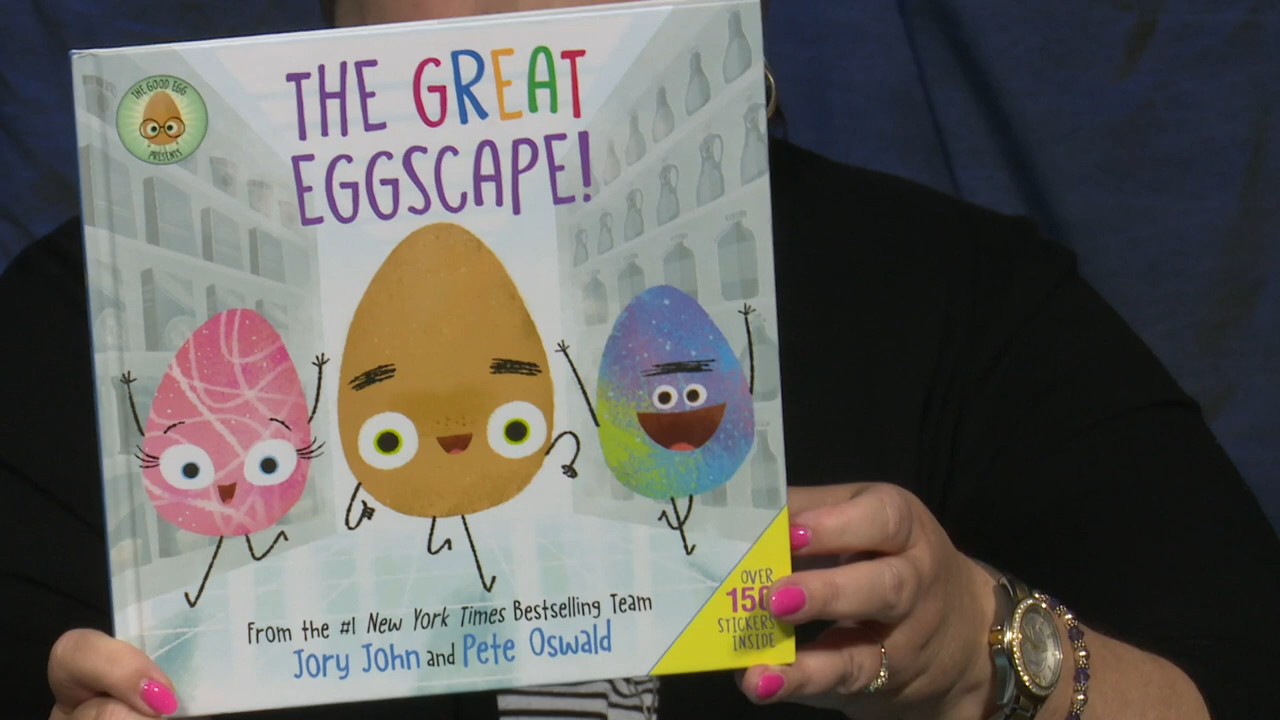 THE GOOD EGG
PRESENTS
THE GREAT
EGGSCAPE!
From the #1 New York Times Bestselling Team
Jory John and Pete Oswald
OVER
150
STICKERS
INSIDE